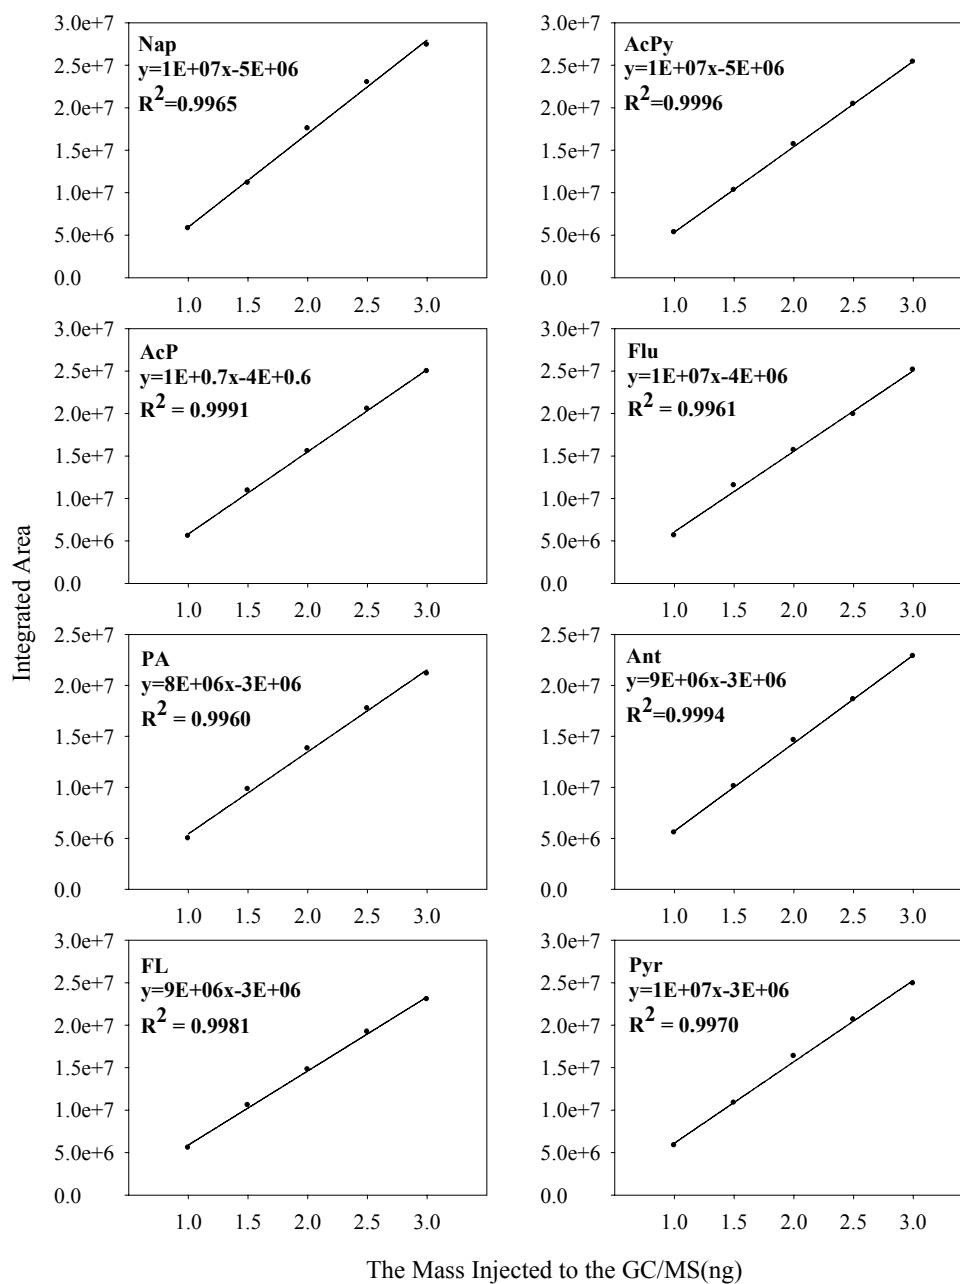 3.0e+7
2.5e+7
2.0e+7
1.5e+7
1.0e+7
5.0e+6
0.0
Nap
y=1E+07x-5E+06
R2=0.9965
1.0 1.5 2.0 2.5 3.0
3.0e+7
2.5e+7
2.0e+7
1.5e+7
1.0e+7
5.0e+6
0.0
AcPy
y=1E+07x-5E+06
R2=0.9996
1.0 1.5 2.0 2.5 3.0
3.0e+7
2.5e+7
2.0e+7
1.5e+7
1.0e+7
5.0e+6
0.0
AcP
y=1E+0.7x-4E+0.6
R2 = 0.9991
1.0 1.5 2.0 2.5 3.0
3.0e+7
2.5e+7
2.0e+7
1.5e+7
1.0e+7
5.0e+6
0.0
Flu
y=1E+07x-4E+06
R2 = 0.9961
1.0 1.5 2.0 2.5 3.0
Integrated Area
2.5e+7
2.0e+7
1.5e+7
1.0e+7
5.0e+6
0.0
PA
y=8E+06x-3E+06
R2 = 0.9960
1.0 1.5 2.0 2.5 3.0
2.5e+7
2.0e+7
1.5e+7
1.0e+7
5.0e+6
0.0
Ant
y=9E+06x-3E+06
R2=0.9994
1.0 1.5 2.0 2.5 3.0
3.0e+7
2.5e+7
2.0e+7
1.5e+7
1.0e+7
5.0e+6
0.0
FL
y=9E+06x-3E+06
R2 = 0.9981
1.0 1.5 2.0 2.5 3.0
3.0e+7
2.5e+7
2.0e+7
1.5e+7
1.0e+7
5.0e+6
0.0
Pyr
y=1E+07x-3E+06
R2 = 0.9970
1.0 1.5 2.0 2.5 3.0
The Mass Injected to the GC/MS(ng)